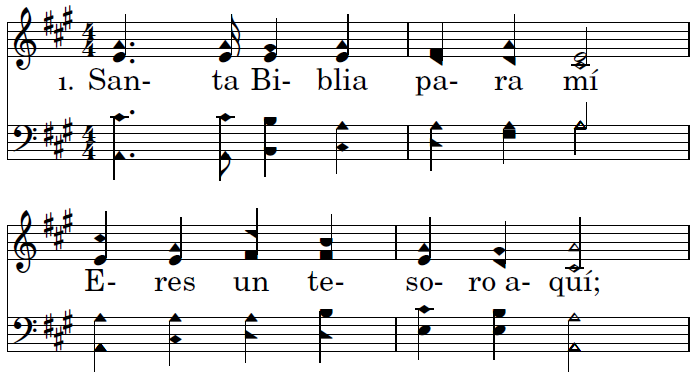 1. San- ta Bi- blia pa- ra mí
E- res un te- so- ro a- quí;